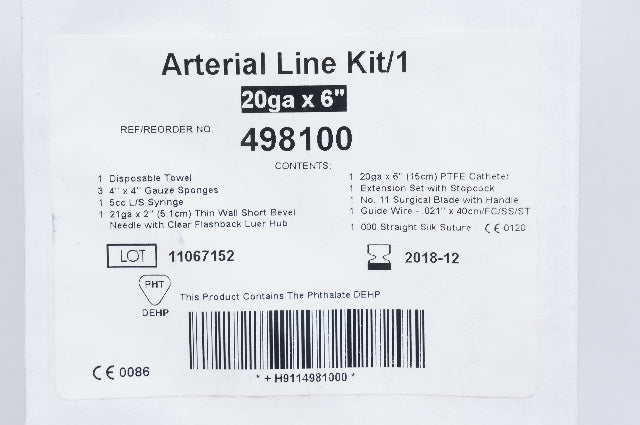 Arterial Line Kit/1
20ga x 6"
REF/REORDER NO. 498100
CONTENTS:
1 Disposable Towel
3 4" x 4" Gauze Sponges
1 5cc L/S Syringe
1 21ga x 2" (5.1cm) Thin Wall Short Bevel
Needle with Clear Flashback Luer Hub
1 20ga x 6" (15cm) PTFE Catheter
1 Extension Set with Stopcock
1 No. 11 Surgical Blade with Handle
1 Guide Wire - .021" x 40cm/FC/SS/ST
1 000 Straight Silk Suture CE 0120
LOT 11067152
2018-12
PHT
DEHP
This Product Contains The Phthalate DEHP
CE 0086
* + H9114981000 *